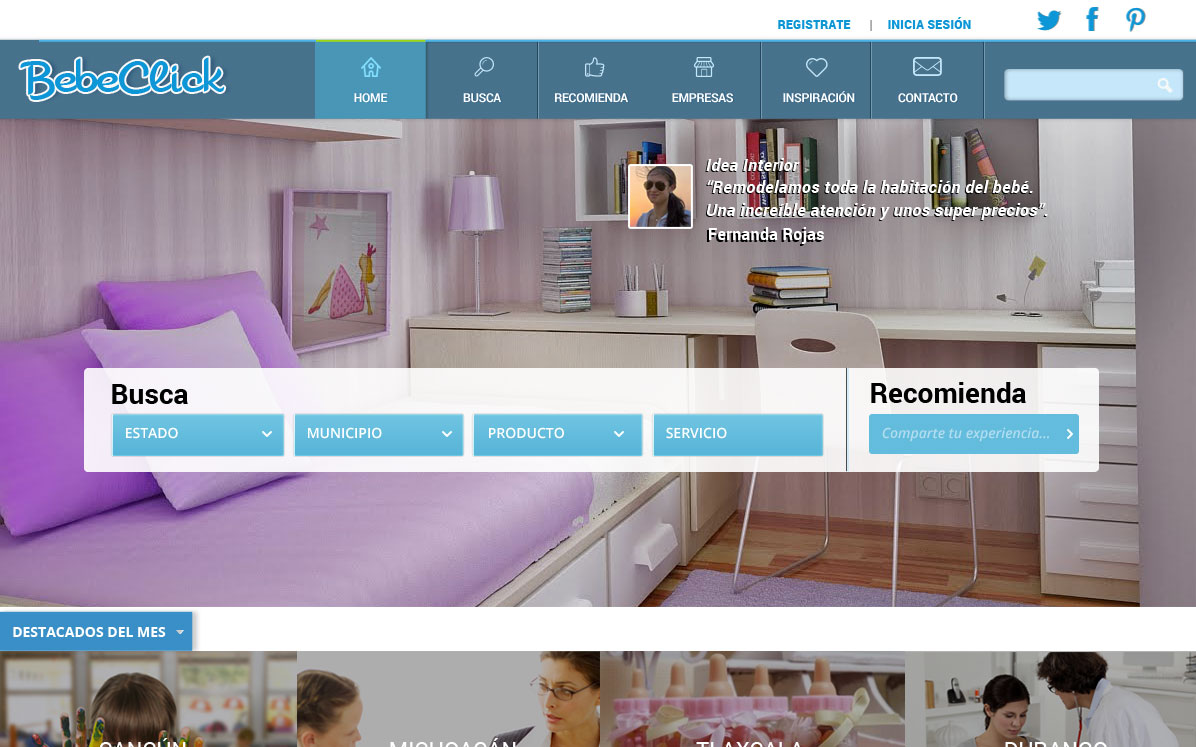 REGISTRATE | INICIA SESIÓN
BebeClick
HOME
BUSCA
RECOMIENDA
EMPRESAS
INSPIRACIÓN
CONTACTO
Idea Interior
“Remodelamos toda la habitación del bebé.
Una increíble atención y unos super precios”.
Fernanda Rojas
Busca
ESTADO
MUNICIPIO
PRODUCTO
SERVICIO
Recomienda
Comparte tu experiencia...
DESTACADOS DEL MES
CANCÚN
MICHOACÁN
TLAXCALA
DURANGO